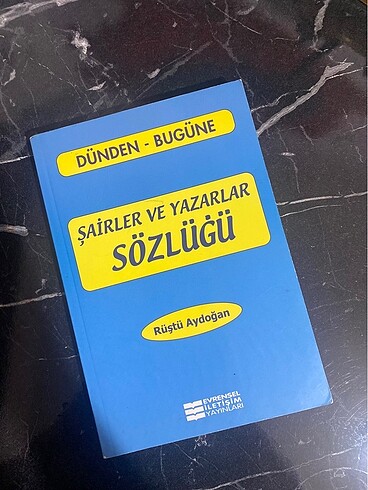 DÜNDEN - BUGÜNE
ŞAİRLER VE YAZARLAR
SÖZLÜĞÜ
Rüştü Aydoğan
EVRENSEL
İLETİŞİM
YAYINLARI